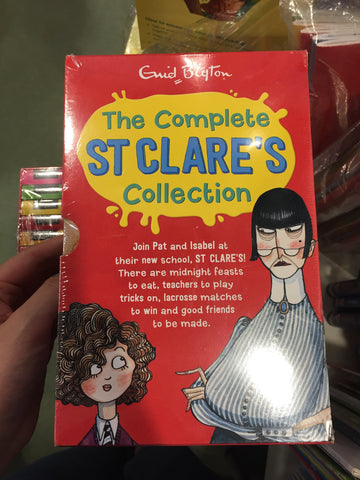 Enid Blyton
The Complete
ST CLARE'S
Collection
Join Pat and Isabel at
their new school, ST CLARE'S!
There are midnight feasts
to eat, teachers to play
tricks on, lacrosse matches
to win and good friends
to be made.